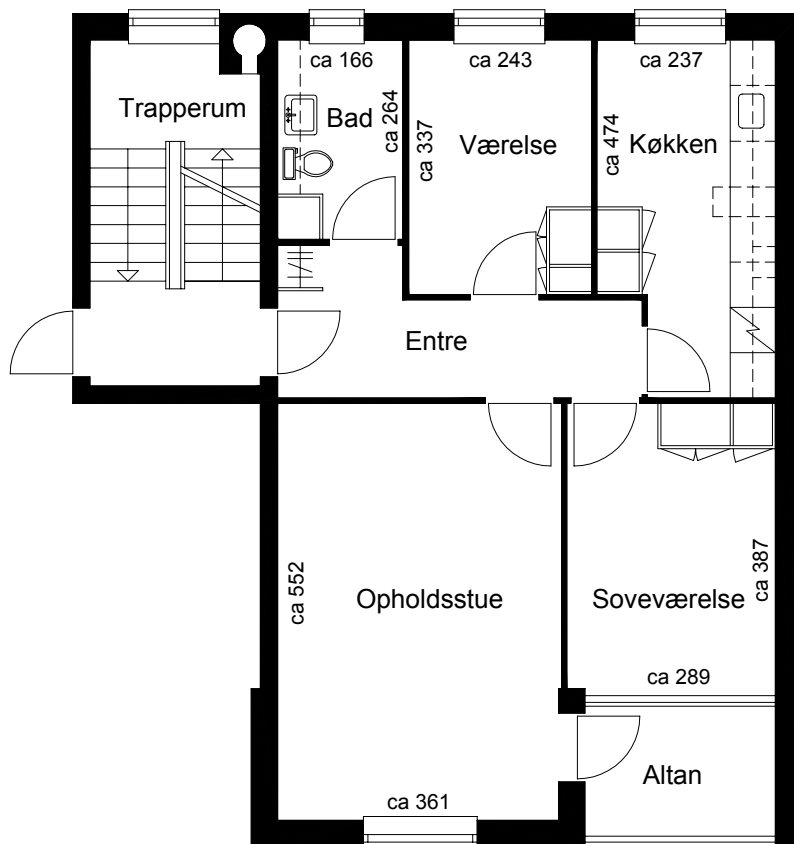 ca 166
ca 243
ca 237
Trapperum
Bad
ca 264
ca 337
Værelse
ca 474
Køkken
Entre
ca 552
Opholdsstue
Soveværelse
ca 387
ca 289
Altan
ca 361